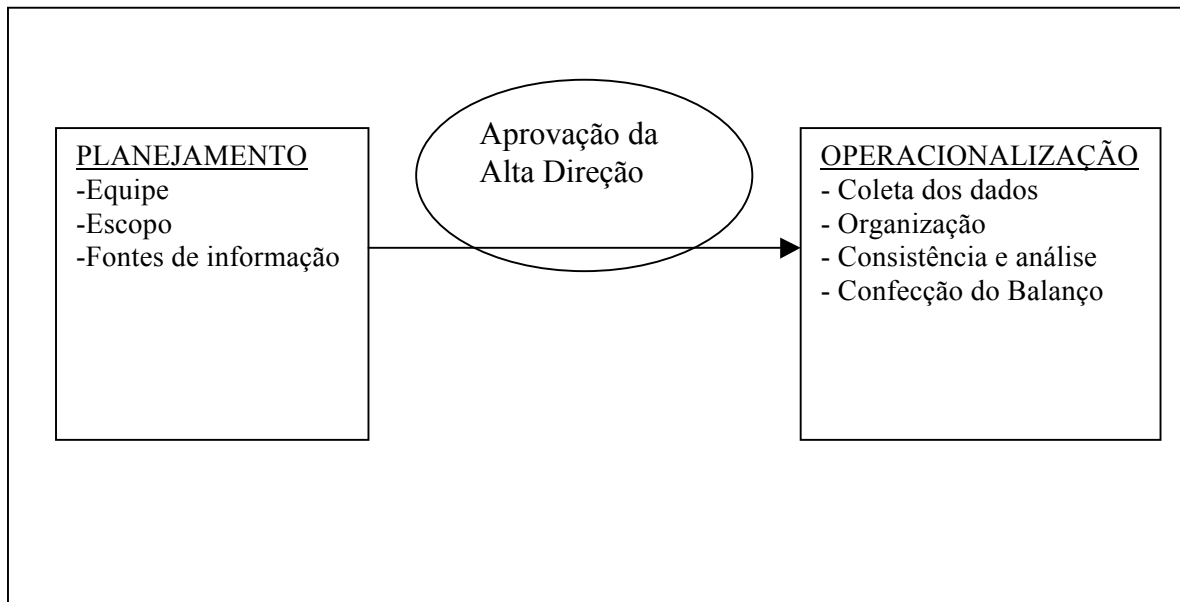 PLANEJAMENTO
-Equipe
-Escopo
-Fontes de informação
Aprovação da
Alta Direção
OPERACIONALIZAÇÃO
- Coleta dos dados
- Organização
- Consistência e análise
- Confecção do Balanço